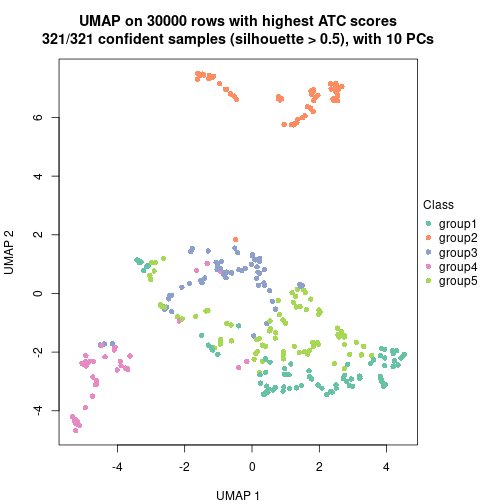 UMAP on 30000 rows with highest ATC scores
321/321 confident samples (silhouette > 0.5), with 10 PCs
6
4
2
0
-2
-4
UMAP 2
-4
-2
0
2
4
UMAP 1
Class
group1
group2
group3
group4
group5